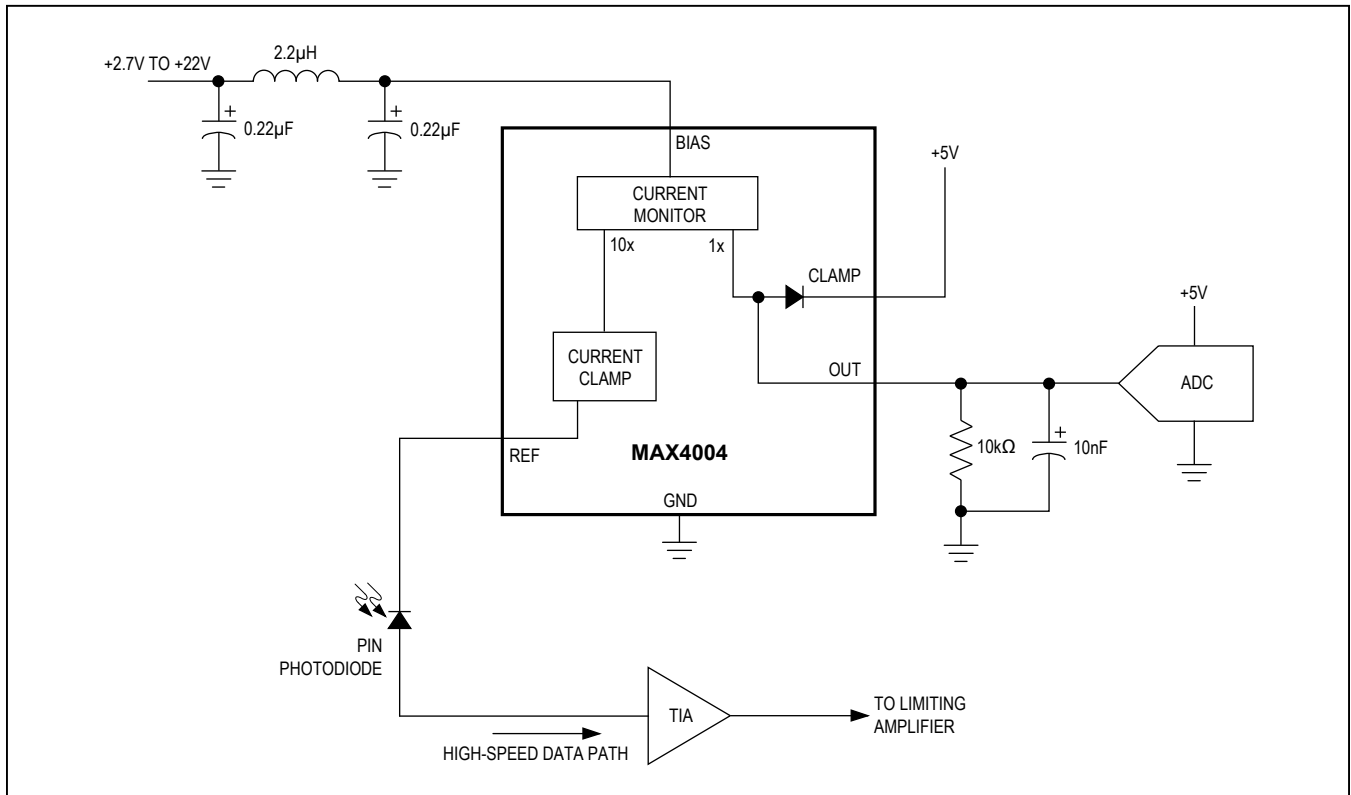 +2.7V TO +22V
2.2µH
+
0.22µF
+
0.22µF
BIAS
CURRENT
MONITOR
10x
1x
+5V
CLAMP
CURRENT
CLAMP
OUT
+5V
ADC
REF
MAX4004
10kΩ
+
10nF
GND
PIN
PHOTODIODE
TIA
TO LIMITING
AMPLIFIER
HIGH-SPEED DATA PATH